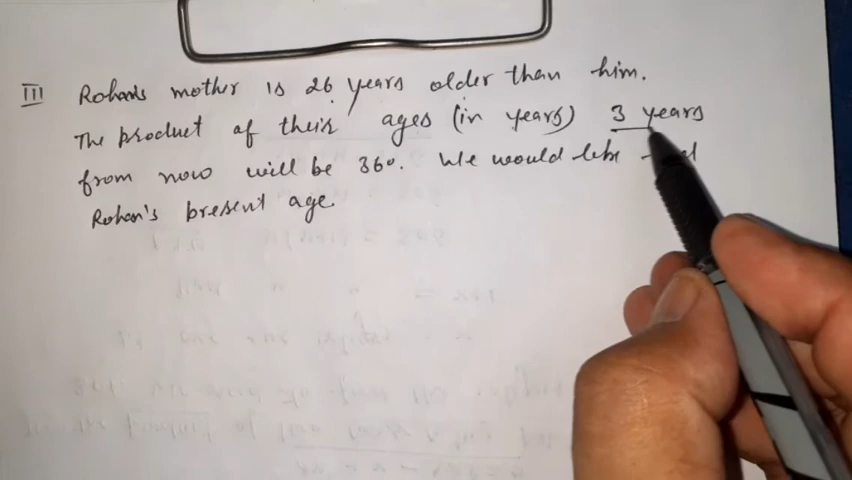 III Rohan's mother is 26 years older than him.
The product of their ages (in years) 3 years
from now will be 360. We would like
Rohan's present age.